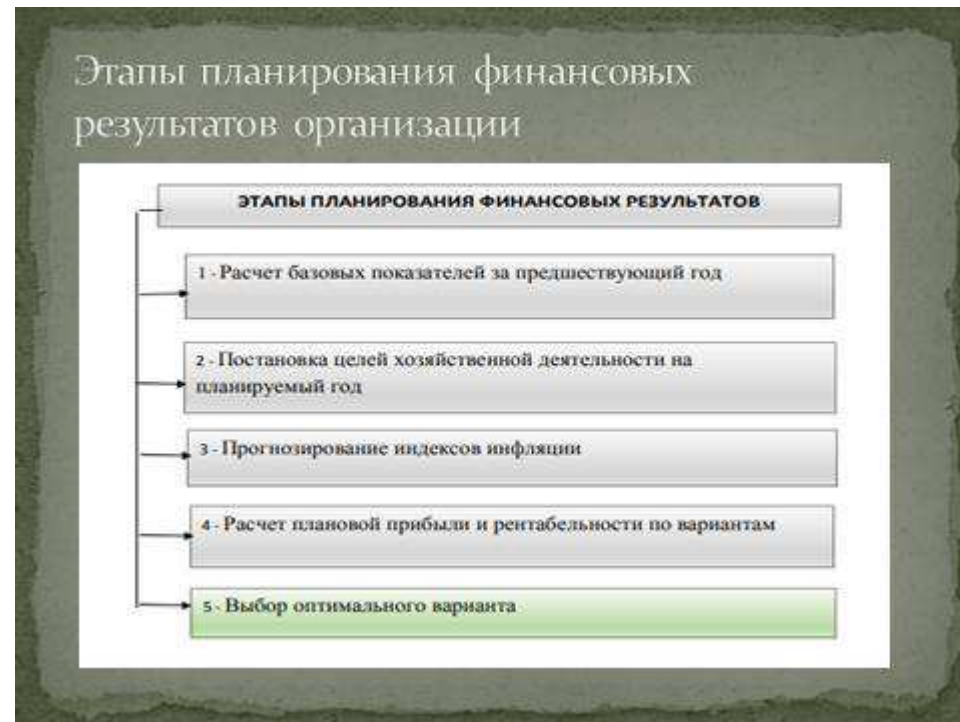 Этапы планирования финансовых
результатов организации
ЭТАПЫ ПЛАНИРОВАНИЯ ФИНАНСОВЫХ РЕЗУЛЬТАТОВ
1 - Расчет базовых показателей за предшествующий год
2 - Постановка целей хозяйственной деятельности на
планируемый год
3 - Прогнозирование индексов инфляции
4 - Расчет плановой прибыли и рентабельности по вариантам
5 - Выбор оптимального варианта